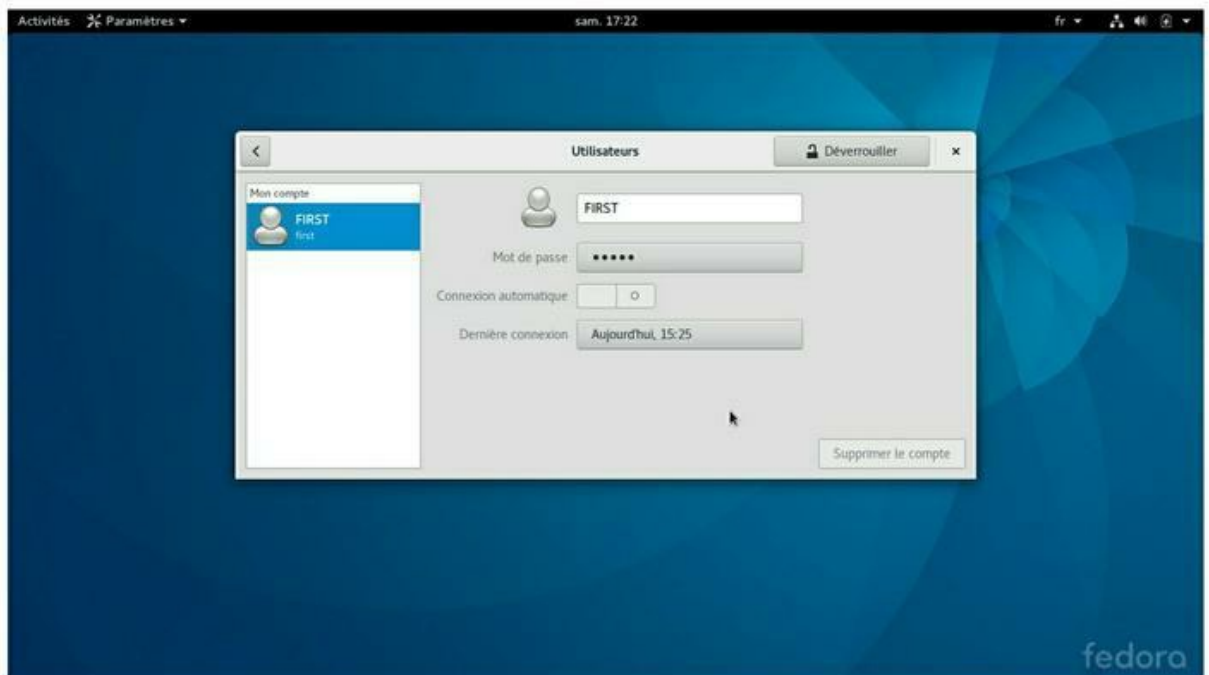 Activités Paramètres sam. 17:22 fr
Utilisateurs Déverrouiller
Mon compte
FIRST
first
FIRST
Mot de passe •••••
Connexion automatique
Dernière connexion Aujourd'hui, 15:25
Supprimer le compte
fedora